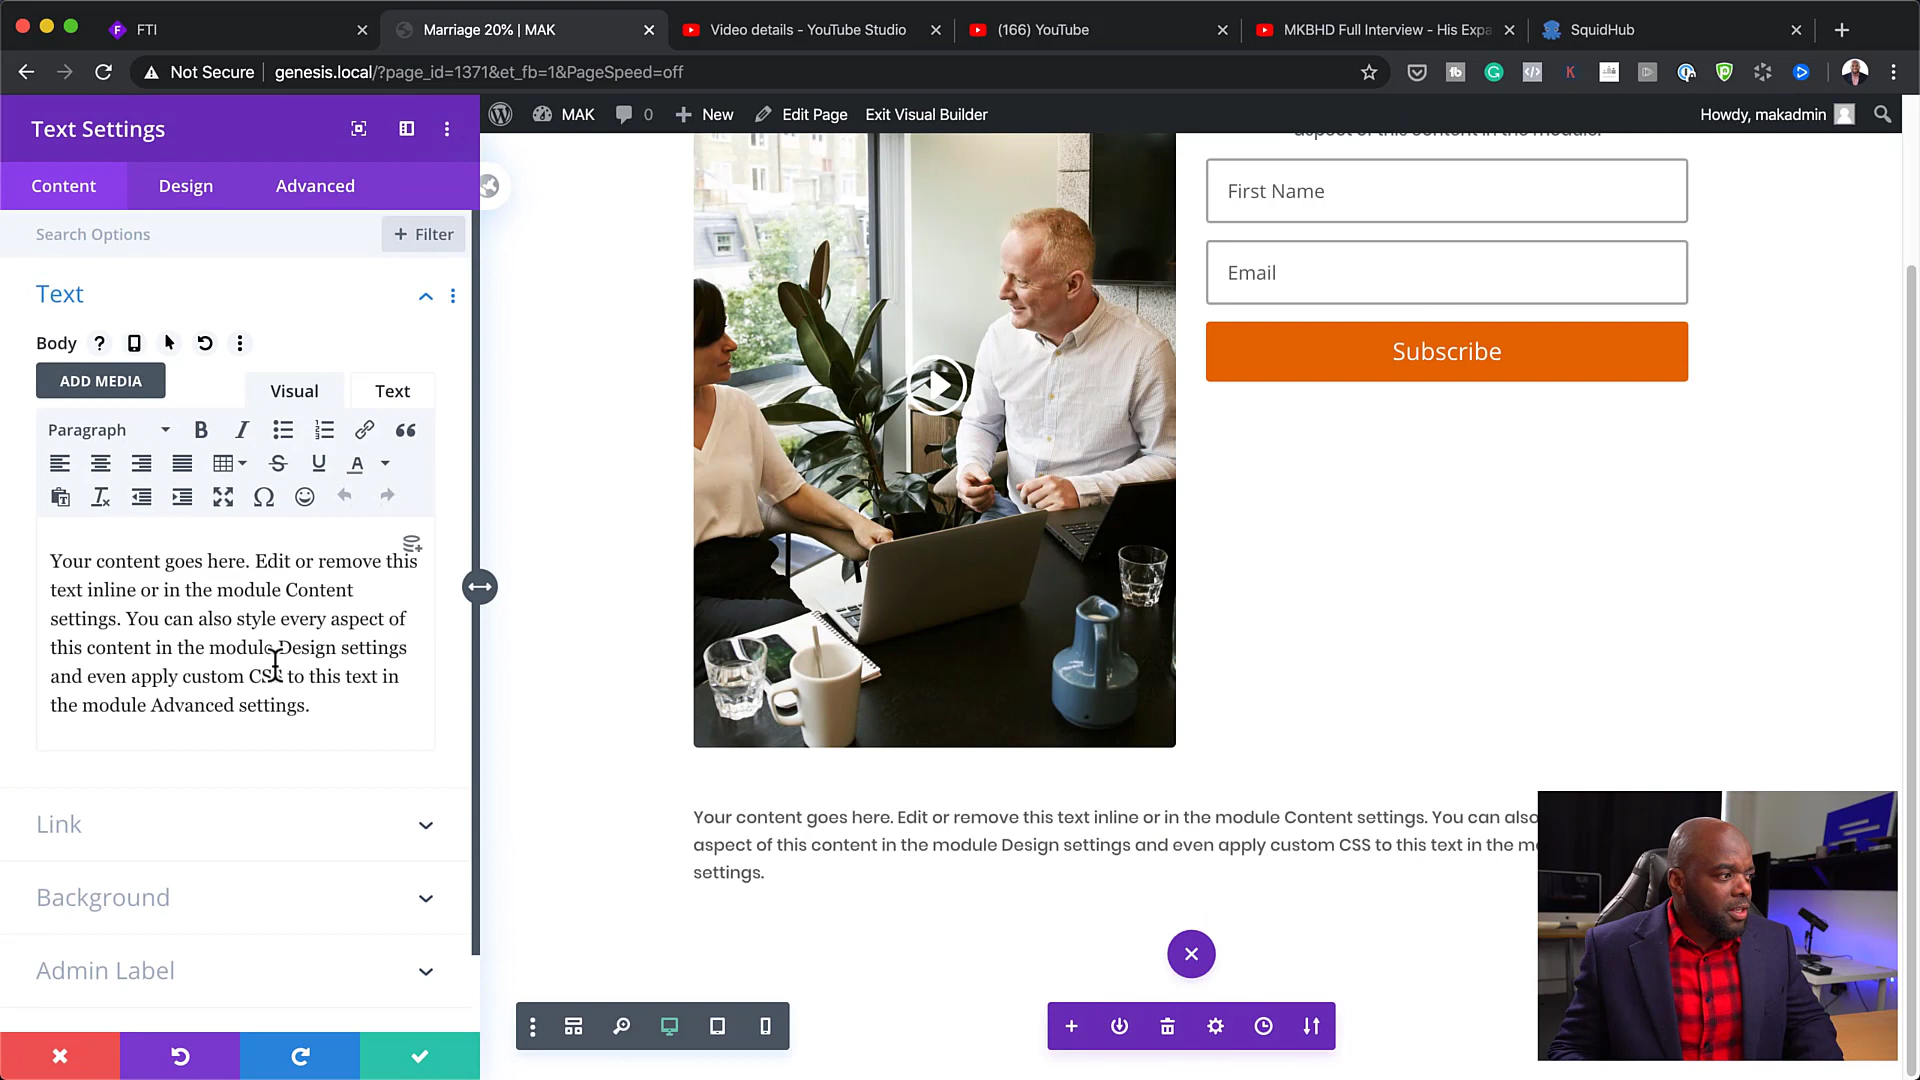 FTI
Marriage 20% | MAK
Video details - YouTube Studio
(166) YouTube
MKBHD Full Interview - His Expa
SquidHub
Not Secure
genesis.local/?page_id=1371&et_fb=1&PageSpeed=off
Text Settings
MAK
0
New
Edit Page
Exit Visual Builder
Howdy, makadmin
Content
Design
Advanced
Search Options
+ Filter
Text
Body
ADD MEDIA
Visual
Text
Paragraph
Your content goes here. Edit or remove this
text inline or in the module Content
settings. You can also style every aspect of
this content in the module Design settings
and even apply custom CSS to this text in
the module Advanced settings.
Link
Background
Admin Label
aspect of this content in the module.
First Name
Email
Subscribe
Your content goes here. Edit or remove this text inline or in the module Content settings. You can also
aspect of this content in the module Design settings and even apply custom CSS to this text in the
settings.